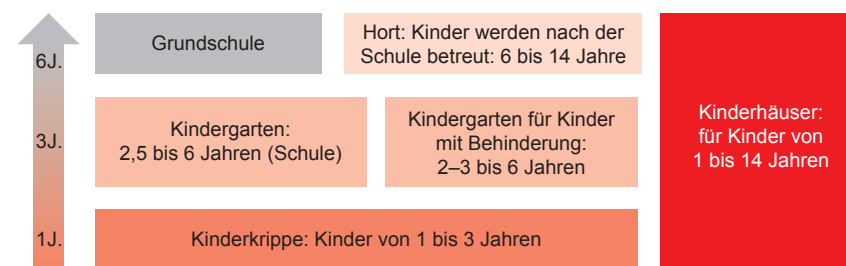 6J.
Grundschule
Hort: Kinder werden nach der
Schule betreut: 6 bis 14 Jahre
3J.
Kindergarten:
2,5 bis 6 Jahren (Schule)
Kindergarten für Kinder
mit Behinderung:
2–3 bis 6 Jahren
Kinderhäuser:
für Kinder von
1 bis 14 Jahren
1J.
Kinderkrippe: Kinder von 1 bis 3 Jahren